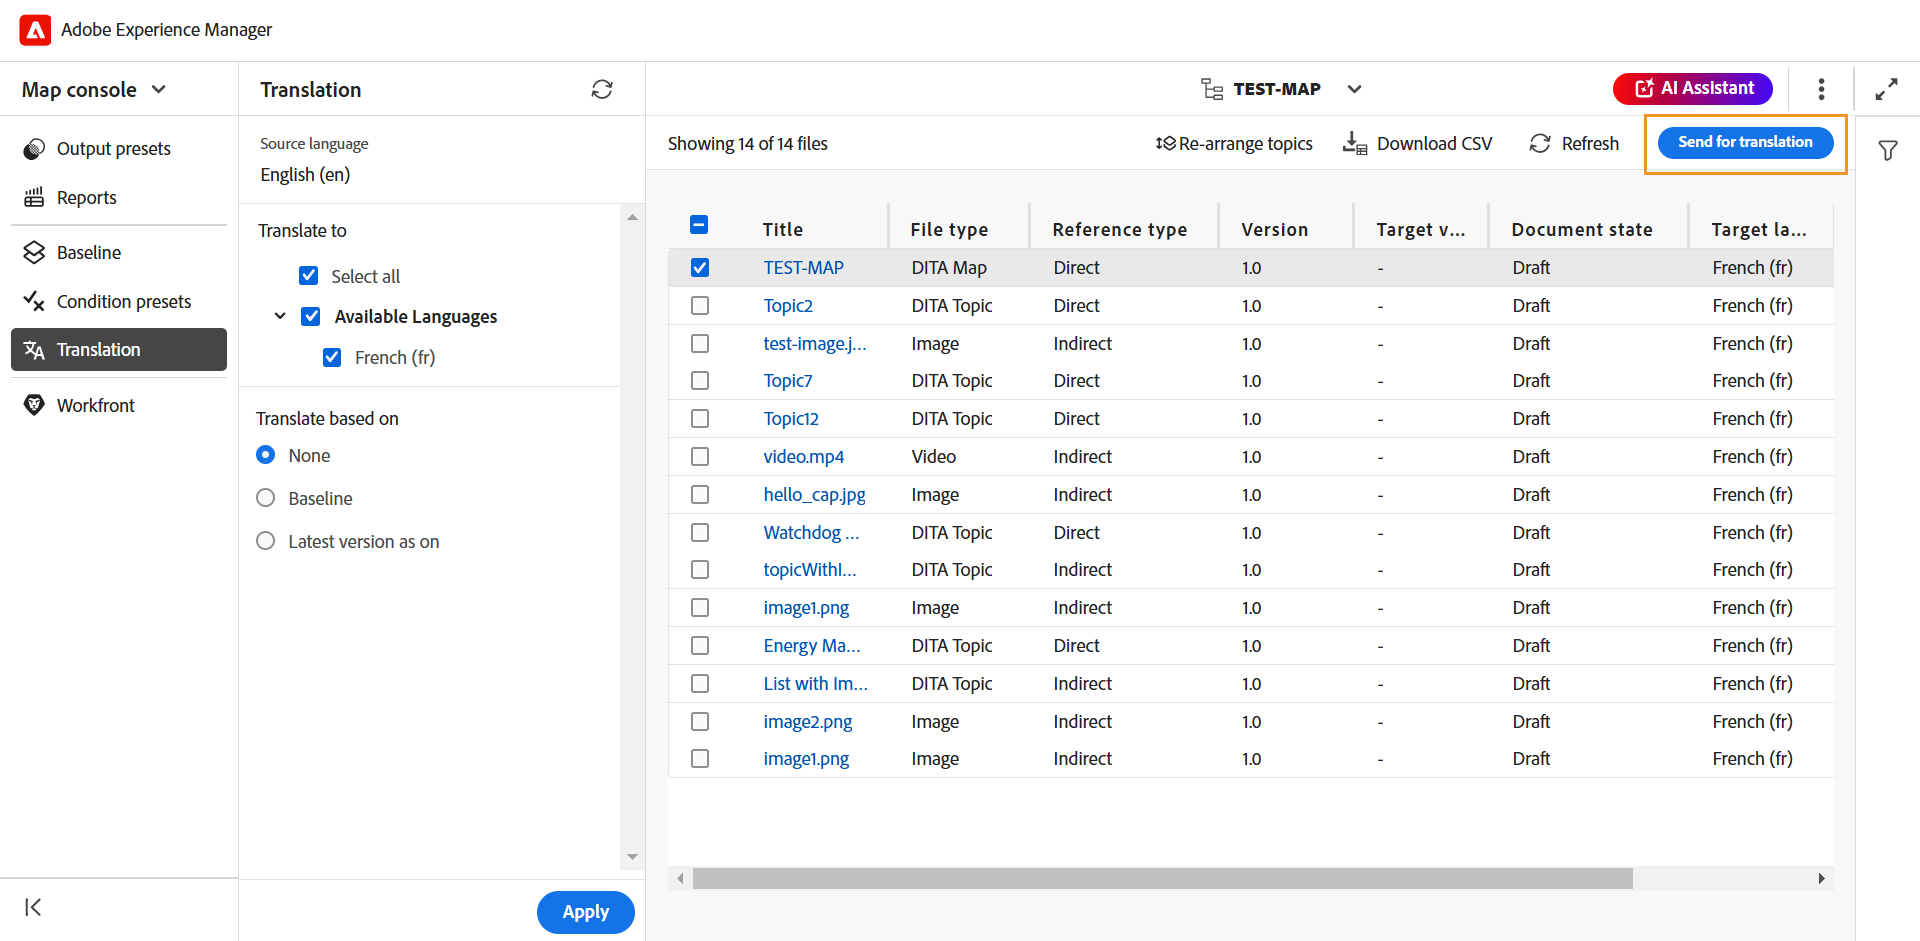 Adobe Experience Manager
Map console
Output presets
Reports
Baseline
Condition presets
Translation
Workfront
Translation
Source language
English (en)
Translate to
Select all
Available Languages
French (fr)
Translate based on
None
Baseline
Latest version as on
Apply
TEST-MAP
AI Assistant
Showing 14 of 14 files
Re-arrange topics
Download CSV
Refresh
Send for translation
Title File type Reference type Version Target v... Document state Target la...
TEST-MAP DITA Map Direct 1.0 - Draft French (fr)
Topic2 DITA Topic Direct 1.0 - Draft French (fr)
test-image.j... Image Indirect 1.0 - Draft French (fr)
Topic7 DITA Topic Direct 1.0 - Draft French (fr)
Topic12 DITA Topic Direct 1.0 - Draft French (fr)
video.mp4 Video Indirect 1.0 - Draft French (fr)
hello_cap.jpg Image Indirect 1.0 - Draft French (fr)
Watchdog ... DITA Topic Direct 1.0 - Draft French (fr)
topicWithI... DITA Topic Indirect 1.0 - Draft French (fr)
image1.png Image Indirect 1.0 - Draft French (fr)
Energy Ma... DITA Topic Direct 1.0 - Draft French (fr)
List with Im... DITA Topic Indirect 1.0 - Draft French (fr)
image2.png Image Indirect 1.0 - Draft French (fr)
image1.png Image Indirect 1.0 - Draft French (fr)